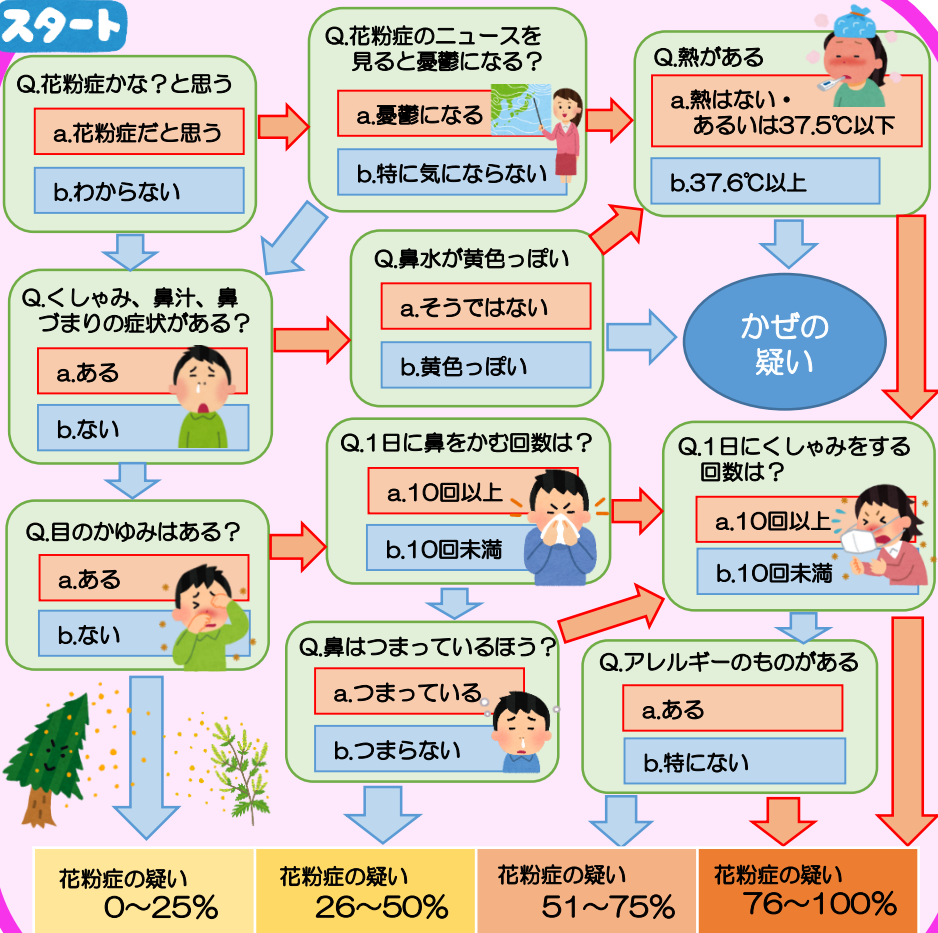 スタート
Q.花粉症かな?と思う
a.花粉症だと思う
b.わからない
Q.花粉症のニュースを
見ると憂鬱になる?
a.憂鬱になる
b.特に気にならない
Q.熱がある
a.熱はない・
あるいは37.5℃以下
b.37.6℃以上
Q.くしゃみ、鼻汁、鼻
づまりの症状がある?
a.ある
b.ない
Q.鼻水が黄色っぽい
a.そうではない
b.黄色っぽい
かぜの
疑い
Q.目のかゆみはある?
a.ある
b.ない
Q.1日に鼻をかむ回数は?
a.10回以上
b.10回未満
Q.1日にくしゃみをする
回数は?
a.10回以上
b.10回未満
Q.鼻はつまっているほう?
a.つまっている
b.つまらない
Q.アレルギーのものがある
a.ある
b.特にない
花粉症の疑い
0~25%
花粉症の疑い
26~50%
花粉症の疑い
51~75%
花粉症の疑い
76~100%